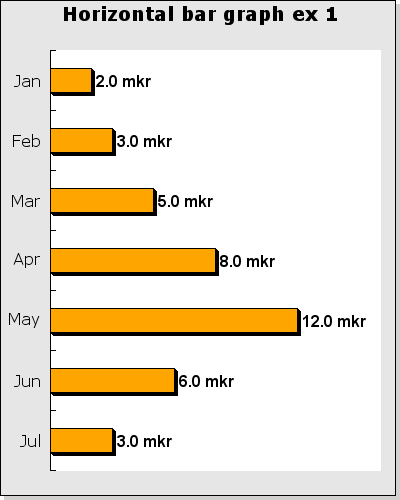 Horizontal bar graph ex 1
Jan 2.0 mkr
Feb 3.0 mkr
Mar 5.0 mkr
Apr 8.0 mkr
May 12.0 mkr
Jun 6.0 mkr
Jul 3.0 mkr